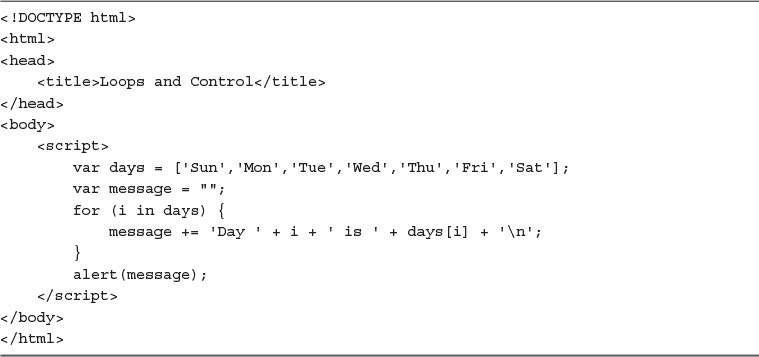 <!DOCTYPE html>
<html>
<head>
    <title>Loops and Control</title>
</head>
<body>
    <script>
        var days = ['Sun','Mon','Tue','Wed','Thu','Fri','Sat'];
        var message = "";
        for (i in days) {
            message += 'Day ' + i + ' is ' + days[i] + '\n';
        }
        alert(message);
    </script>
</body>
</html>